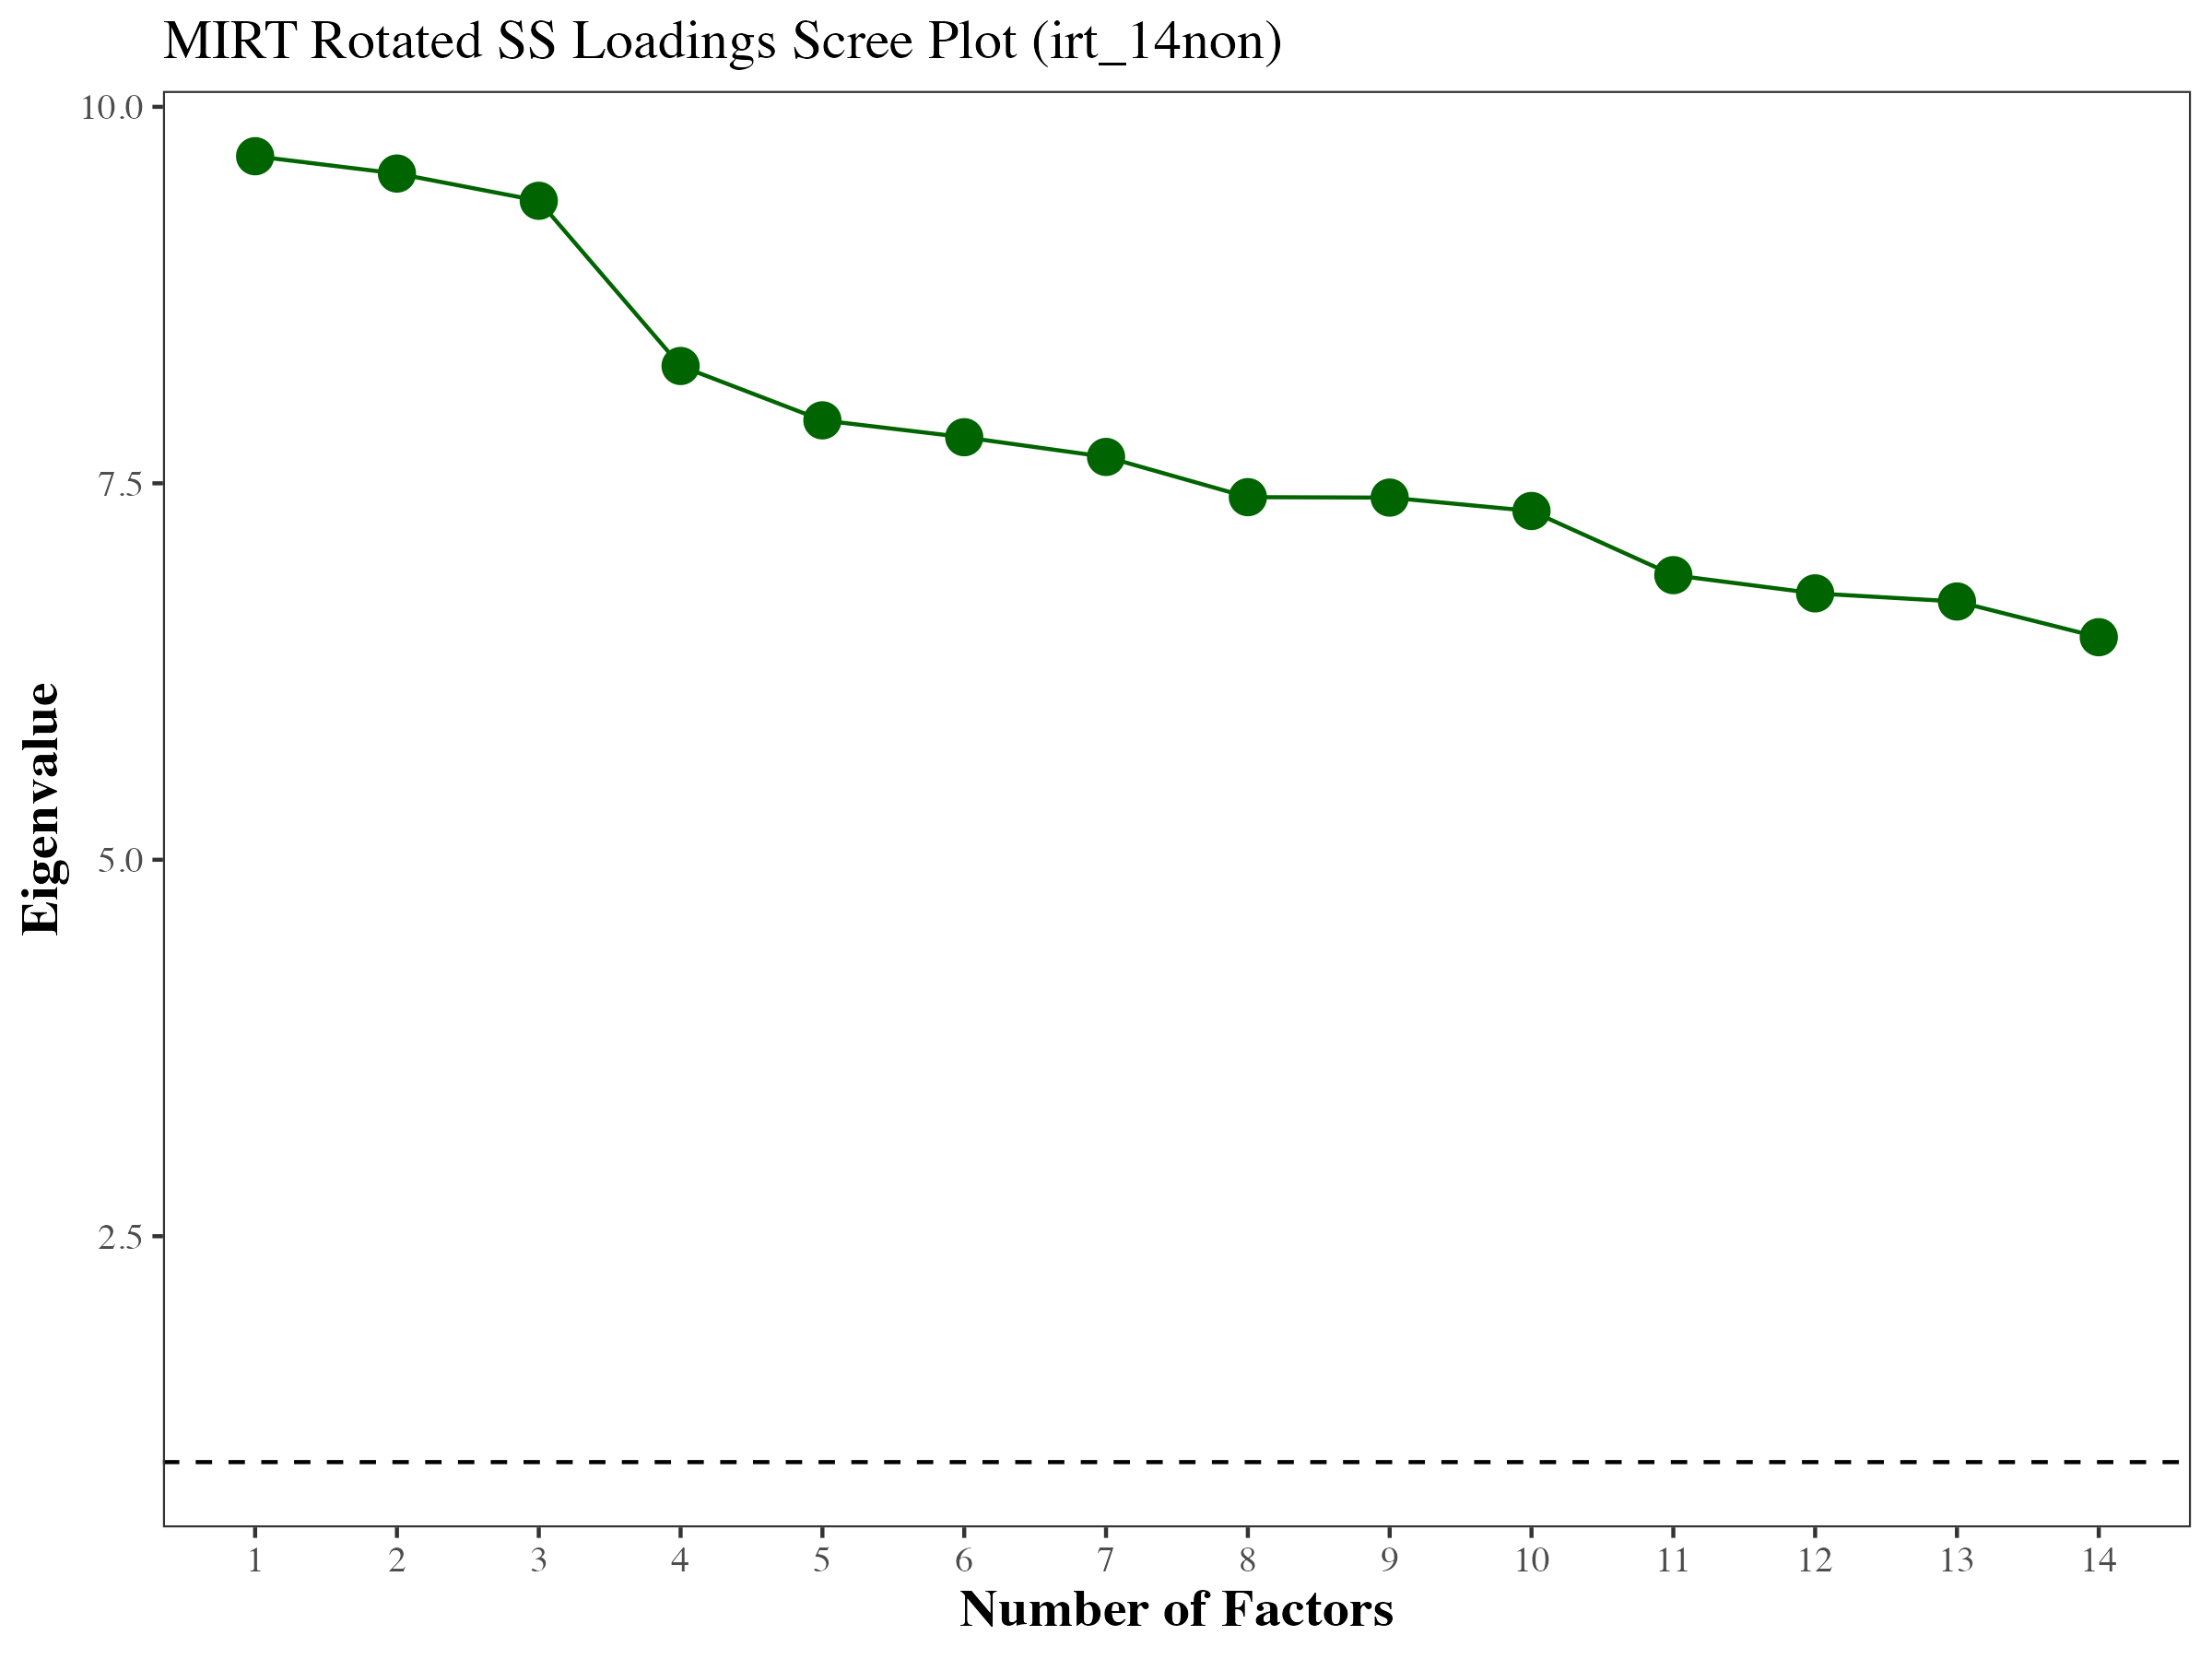 MIRT Rotated SS Loadings Scree Plot (irt_14non)
10.0
7.5
5.0
2.5
Eigenvalue
1 2 3 4 5 6 7 8 9 10 11 12 13 14
Number of Factors